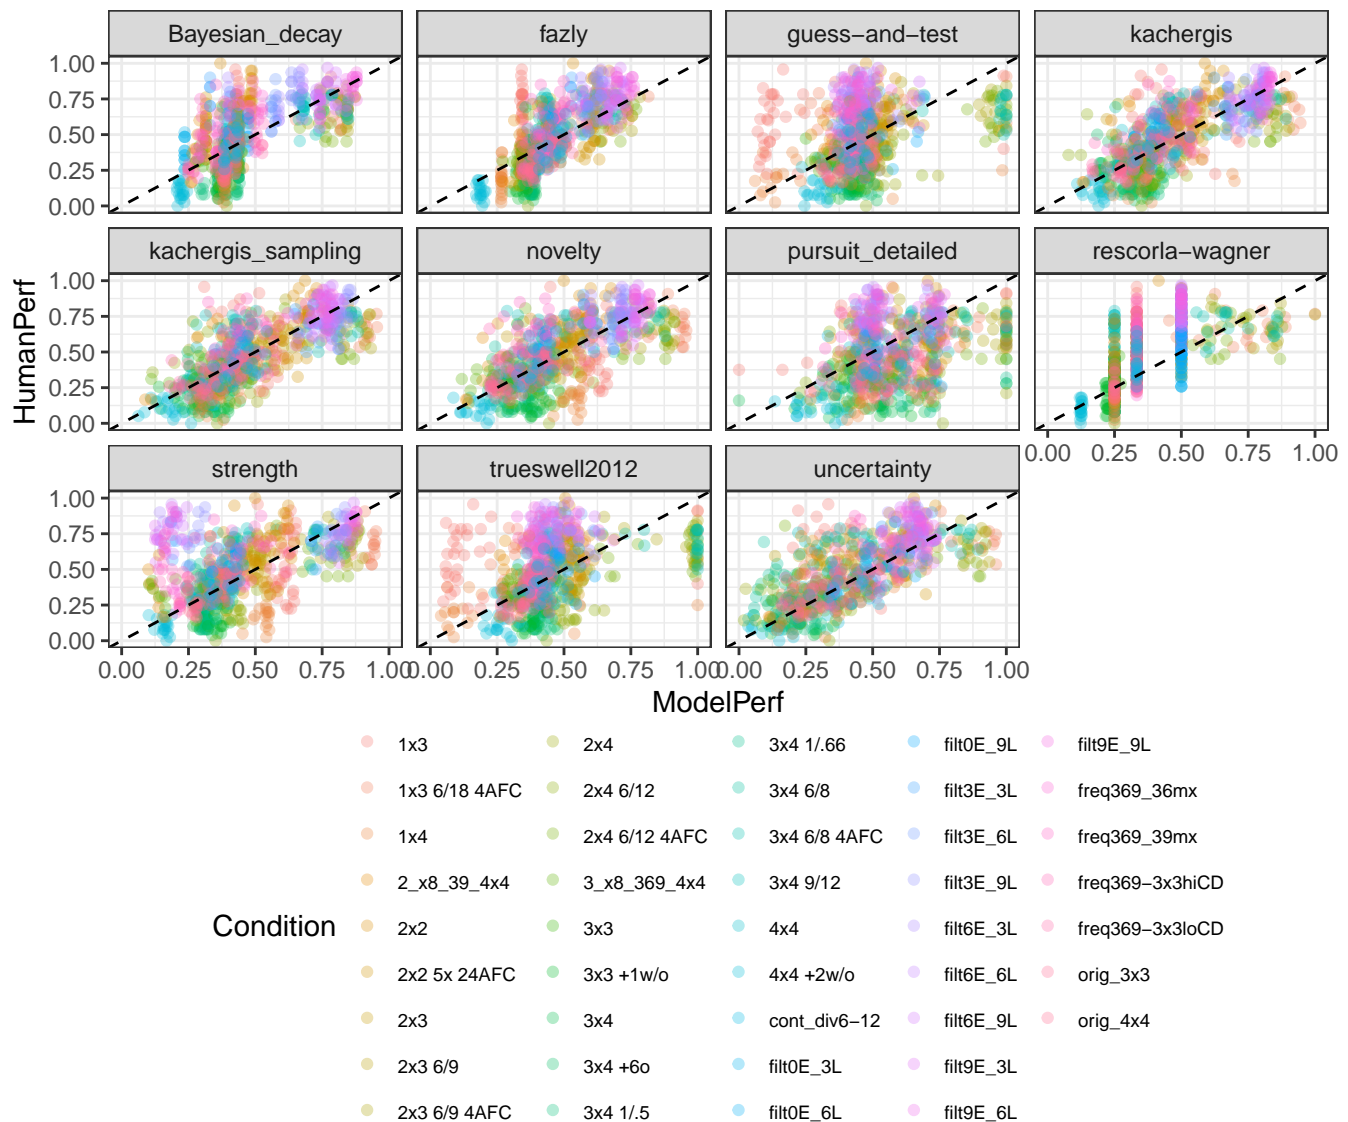 Bayesian_decay fazly guess−and−test kachergis
1.00
0.75
0.50
0.25
0.00
kachergis_sampling novelty pursuit_detailed rescorla−wagner
1.00
0.75
0.50
0.25
0.00
HumanPerf
0.00 0.25 0.50 0.75 1.00
strength trueswell2012 uncertainty
1.00
0.75
0.50
0.25
0.00
0.00 0.25 0.50 0.75 1.00 0.00 0.25 0.50 0.75 1.00 0.00 0.25 0.50 0.75 1.00
ModelPerf
Condition
1x3
1x3 6/18 4AFC
1x4
2_x8_39_4x4
2x2
2x2 5x 24AFC
2x3
2x3 6/9
2x3 6/9 4AFC
2x4
2x4 6/12
2x4 6/12 4AFC
3_x8_369_4x4
3x3
3x3 +1w/o
3x4
3x4 +6o
3x4 1/.5
3x4 1/.66
3x4 6/8
3x4 6/8 4AFC
3x4 9/12
4x4
4x4 +2w/o
cont_div6−12
filt0E_3L
filt0E_6L
filt0E_9L
filt3E_3L
filt3E_6L
filt3E_9L
filt6E_3L
filt6E_6L
filt6E_9L
filt9E_3L
filt9E_6L
filt9E_9L
freq369_36mx
freq369_39mx
freq369−3x3hiCD
freq369−3x3loCD
orig_3x3
orig_4x4